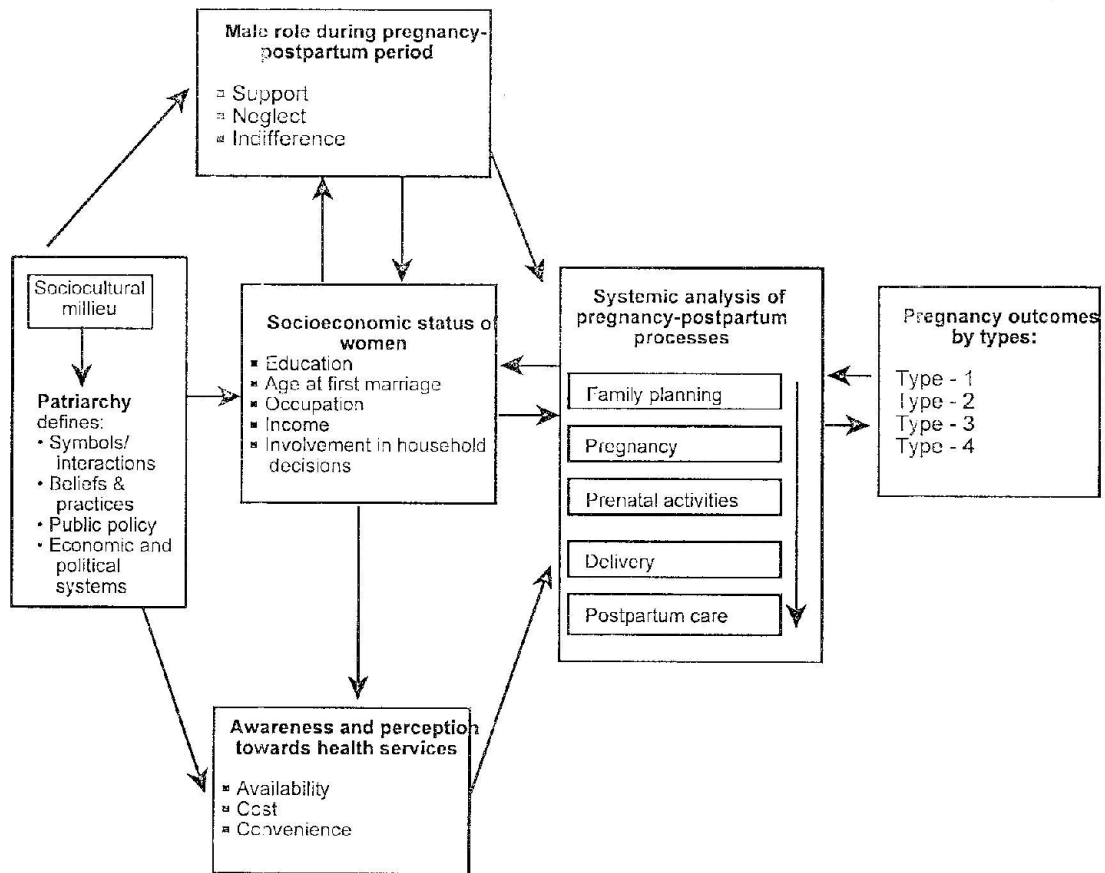 Male role during pregnancy-
postpartum period
Support
Neglect
Indifference
Sociocultural
millieu
Patriarchy
defines:
• Symbols/
interactions
• Beliefs &
practices
• Public policy
• Economic and
political
systems
Socioeconomic status of
women
Education
Age at first marriage
Occupation
Income
Involvement in household
decisions
Awareness and perception
towards health services
Availability
Cost
Convenience
Systemic analysis of
pregnancy-postpartum
processes
Family planning
Pregnancy
Prenatal activities
Delivery
Postpartum care
Pregnancy outcomes
by types:
Type - 1
Type - 2
Type - 3
Type - 4